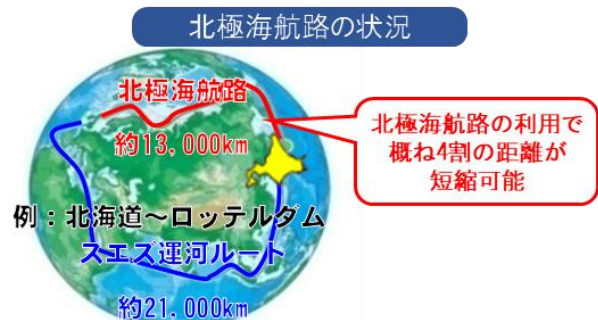 北極海航路の状況
北極海航路
約13,000km
北極海航路の利用で
概ね4割の距離が
短縮可能
例：北海道～ロッテルダム
スエズ運河ルート
約21,000km